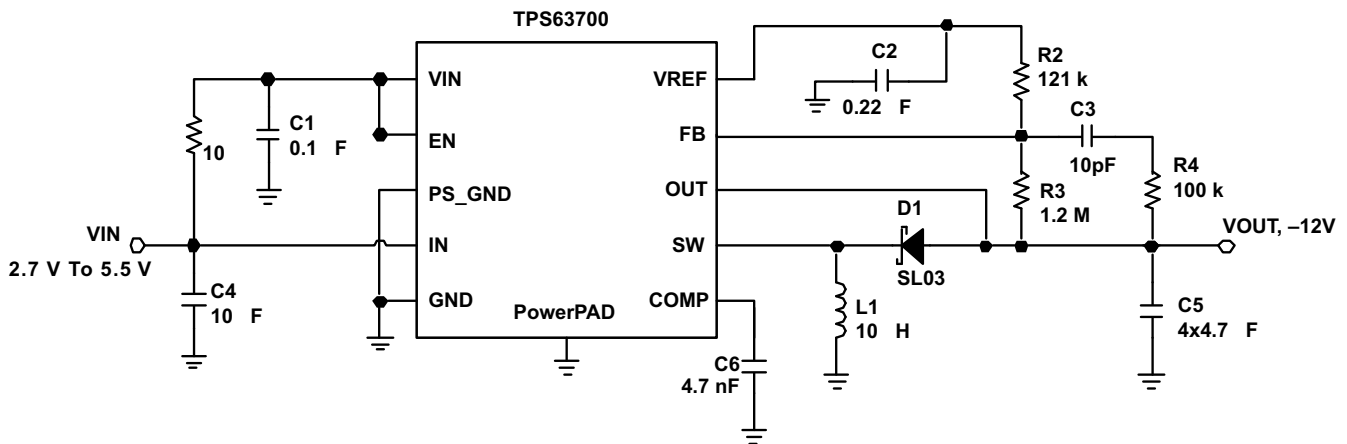 TPS63700
VIN
EN
PS_GND
IN
GND
VREF
FB
OUT
SW
COMP
PowerPAD
10
C1
0.1 F
VIN
2.7 V To 5.5 V
C4
10 F
C2
0.22 F
R2
121 k
C3
10pF
R3
1.2 M
R4
100 k
D1
SL03
VOUT, –12V
L1
10 H
C5
4x4.7 F
C6
4.7 nF